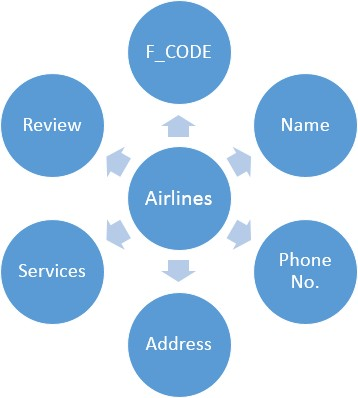 F_CODE
Review
Name
Airlines
Services
Phone
No.
Address